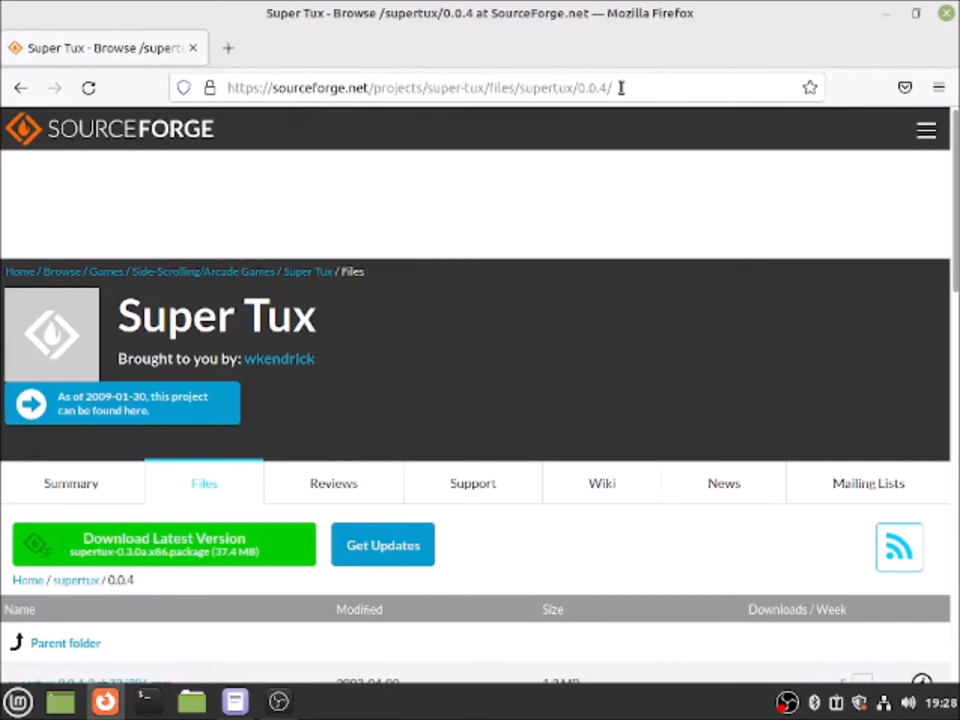 Super Tux - Browse /supertux/0.0.4 at SourceForge.net — Mozilla Firefox
Super Tux - Browse /supert
https://sourceforge.net/projects/super-tux/files/supertux/0.0.4/
SOURCEFORGE
Home / Browse / Games / Side-Scrolling/Arcade Games / Super Tux / Files
Super Tux
Brought to you by: wkendrick
As of 2009-01-30, this project
can be found here.
Summary
Files
Reviews
Support
Wiki
News
Mailing Lists
Download Latest Version
supertux-0.3.0a.x86.package (37.4 MB)
Get Updates
Home / supertux / 0.0.4
Name
Modified
Size
Downloads / Week
Parent folder
19:28